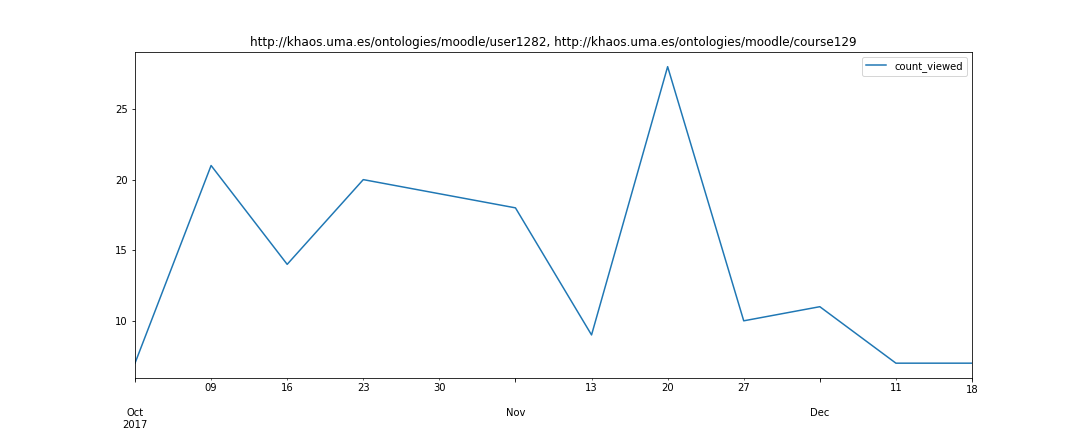 http://khaos.uma.es/ontologies/moodle/user1282, http://khaos.uma.es/ontologies/moodle/course129
count_viewed
25
20
15
10
09 16 23 30 13 20 27 11 18
Oct Nov Dec
2017